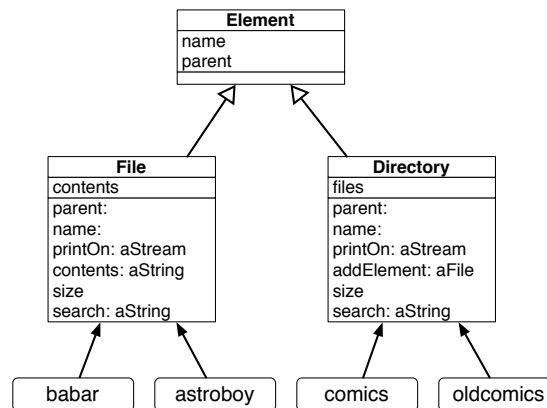 Element
name
parent
File
contents
parent:
name:
printOn: aStream
contents: aString
size
search: aString
Directory
files
parent:
name:
printOn: aStream
addElement: aFile
size
search: aString
babar
astroboy
comics
oldcomics